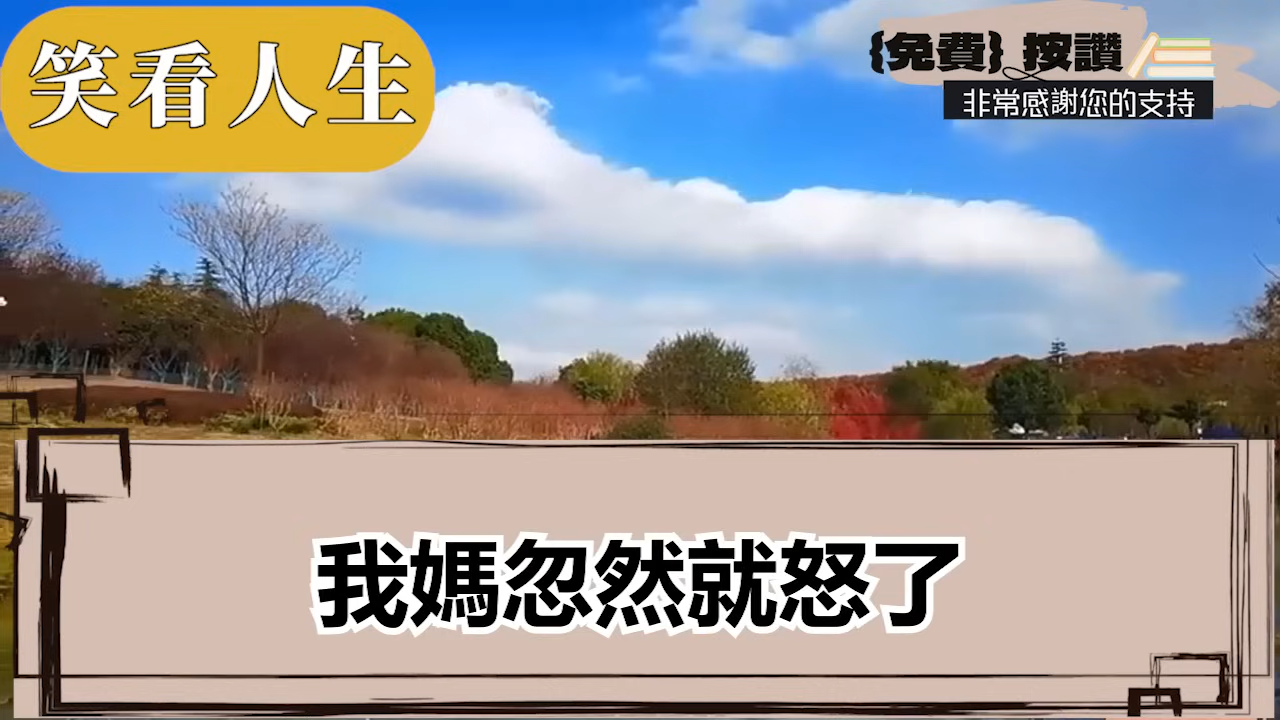 笑看人生
{免費} 按讚
非常感謝您的支持
我媽忽然就怒了